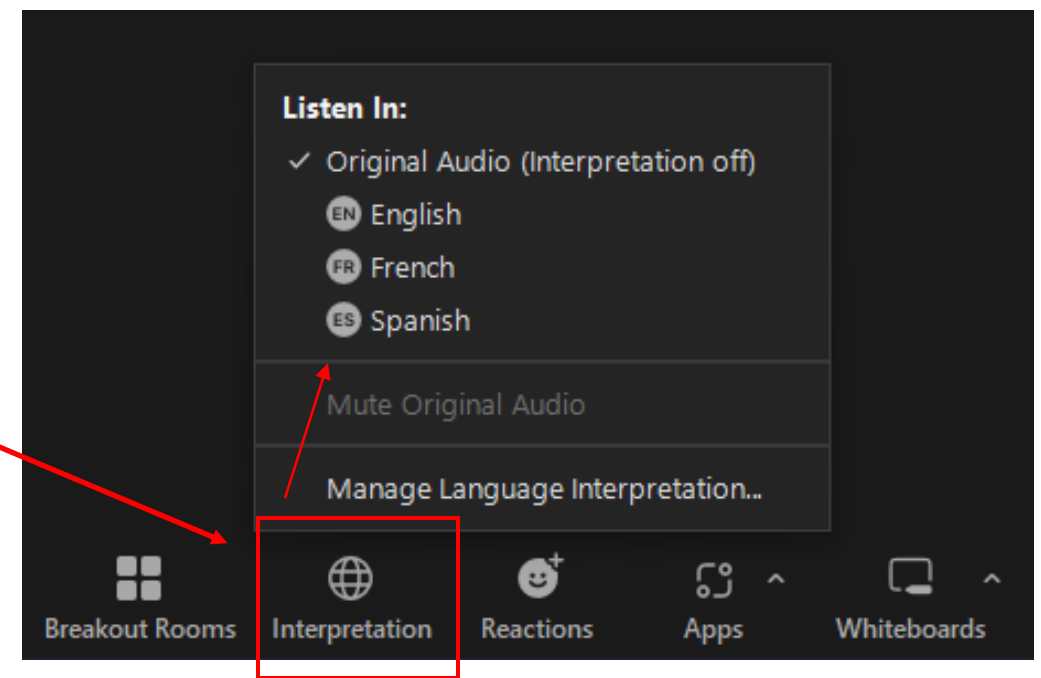 Listen In:
Original Audio (Interpretation off)
EN English
FR French
ES Spanish
Mute Original Audio
Manage Language Interpretation...
Breakout Rooms
Interpretation
Reactions
Apps
Whiteboards